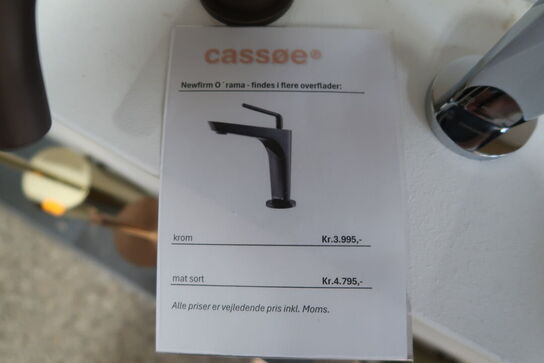 cassøe®
Newfirm O´rama - findes i flere overflader:
krom Kr.3.995,-
mat sort Kr.4.795,-
Alle priser er vejledende pris inkl. Moms.